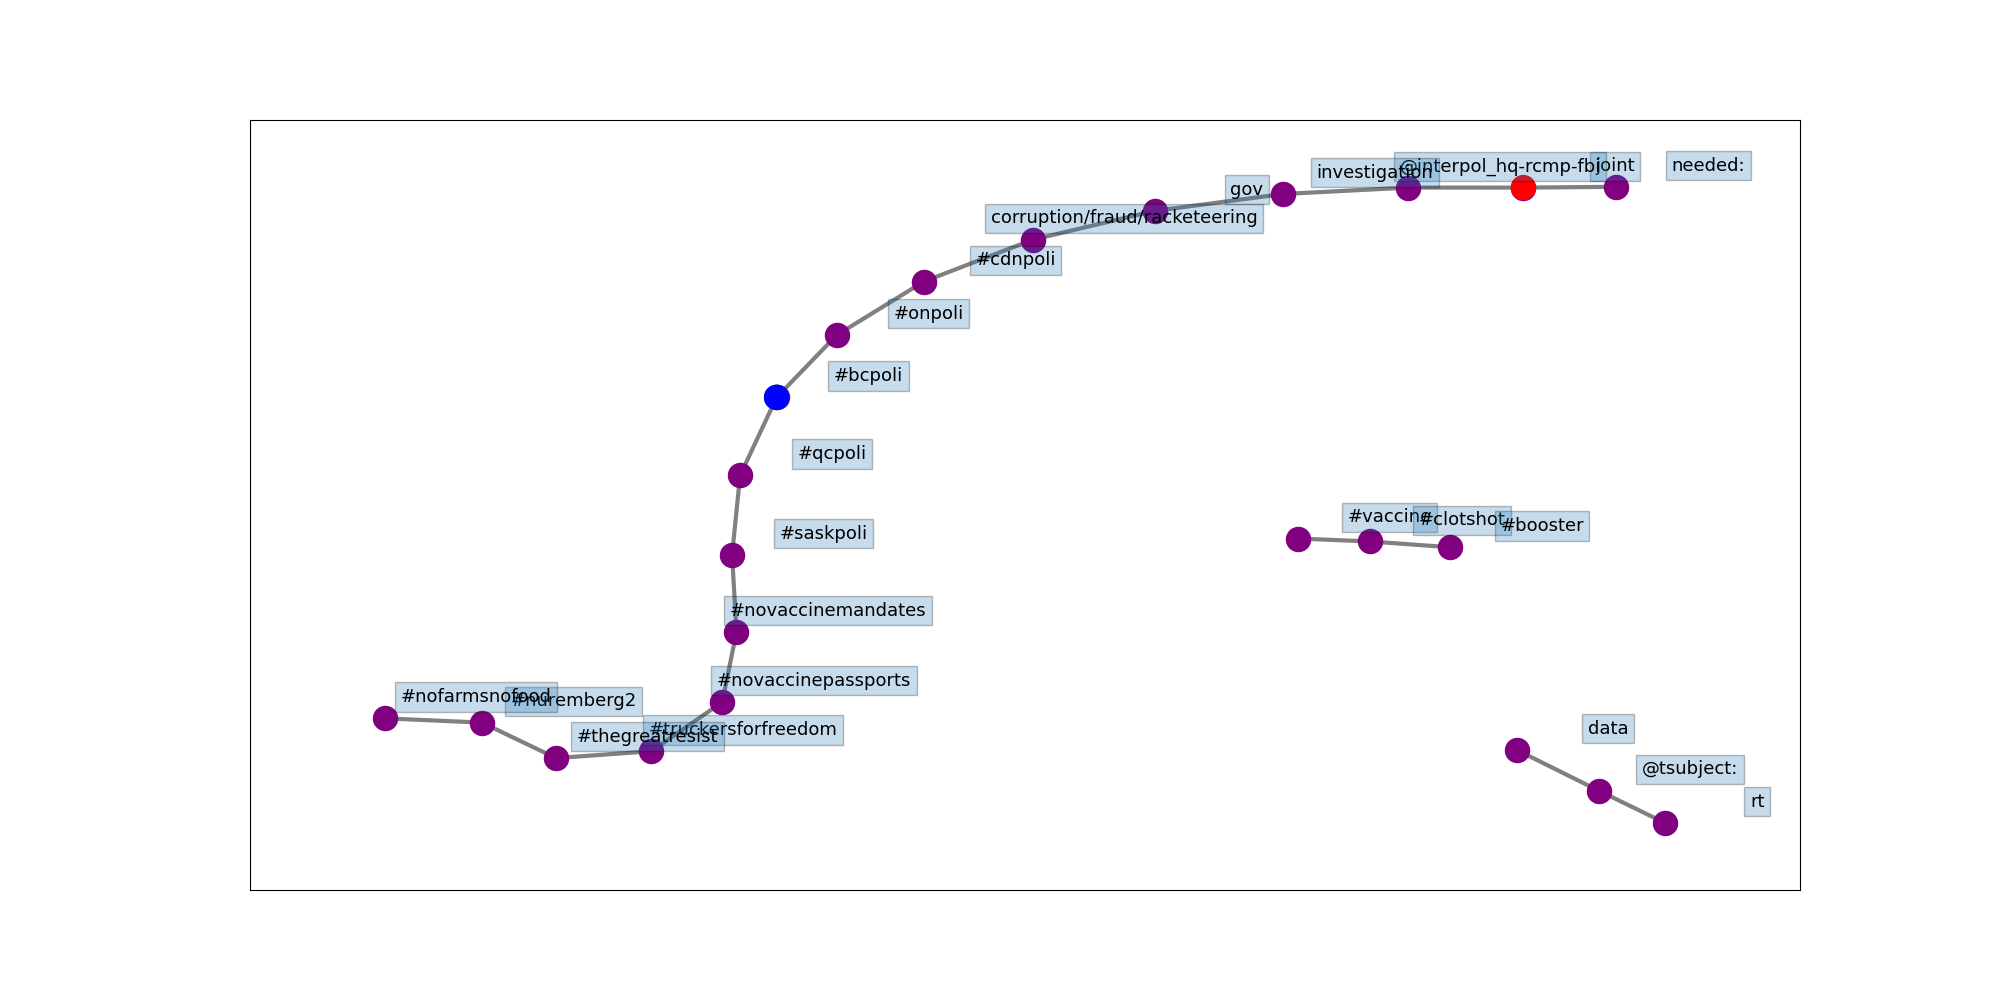 needed:
joint
@interpol_hq-rcmp-fbi
investigation
gov
corruption/fraud/racketeering
#cdnpoli
#onpoli
#bcpoli
#qcpoli
#saskpoli
#novaccinemandates
#novaccinepassports
#truckersforfreedom
#thegreatresist
#nuremberg2
#nofarmsnofood
#vaccine
#clotshot
#booster
data
@tsubject:
rt